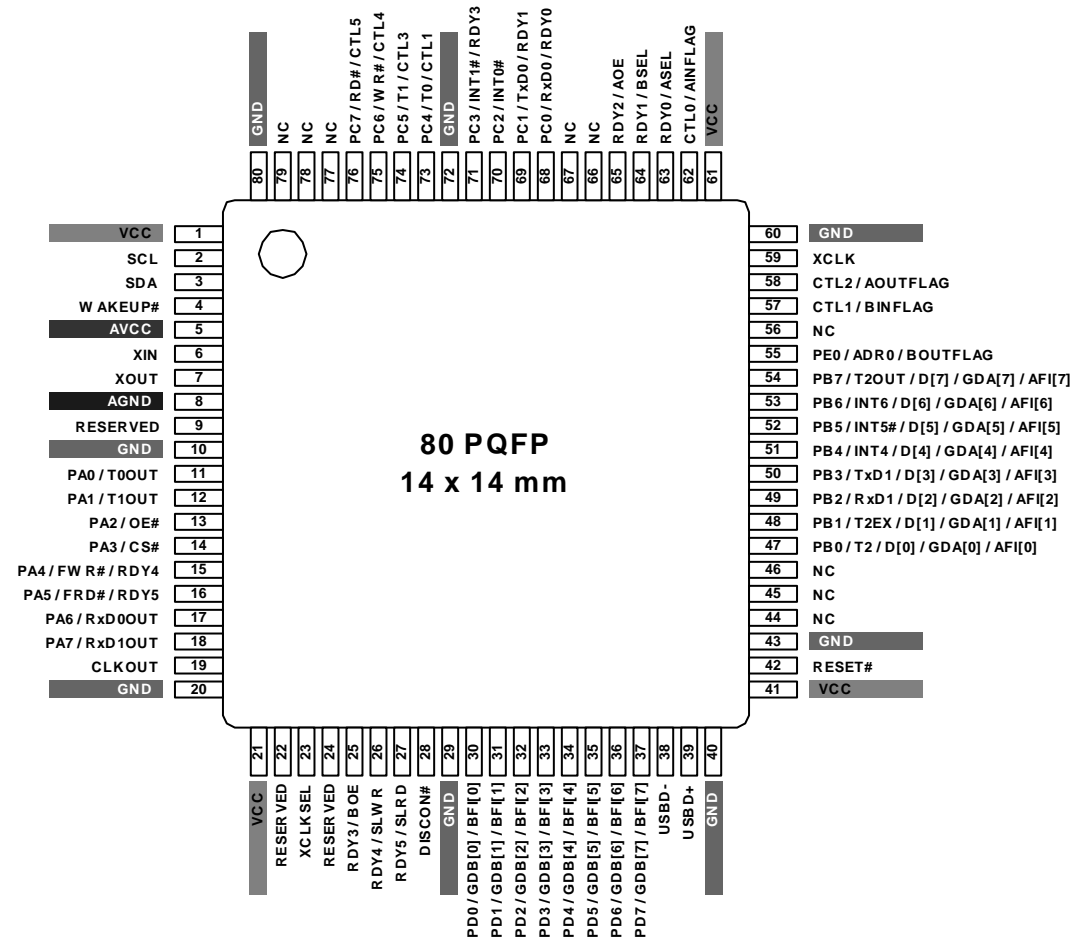 GND
NC
NC
NC
PC7/RD#/CTL5
PC6/WR#/CTL4
PC5/T1/CTL3
PC4/T0/CTL1
GND
PC3/INT1#/RDY3
PC2/INT0#
PC1/TxD0/RDY1
PC0/RxD0/RDY0
NC
NC
RDY2/AOE
RDY1/BSEL
RDY0/ASEL
CTL0/AINFLAG
VCC
80
79
78
77
76
75
74
73
72
71
70
69
68
67
66
65
64
63
62
61
VCC 1
SCL 2
SDA 3
WAKEUP# 4
AVCC 5
XIN 6
XOUT 7
AGND 8
RESERVED 9
GND 10
PA0/T0OUT 11
PA1/T1OUT 12
PA2/OE# 13
PA3/CS# 14
PA4/FWR#/RDY4 15
PA5/FRD#/RDY5 16
PA6/RxD0OUT 17
PA7/RxD1OUT 18
CLKOUT 19
GND 20
80 PQFP
14 x 14 mm
60 GND
59 XCLK
58 CTL2/AOUTFLAG
57 CTL1/BINFLAG
56 NC
55 PE0/ADR0/BOUTFLAG
54 PB7/T2OUT/D[7]/GDA[7]/AFI[7]
53 PB6/INT6/D[6]/GDA[6]/AFI[6]
52 PB5/INT5#/D[5]/GDA[5]/AFI[5]
51 PB4/INT4/D[4]/GDA[4]/AFI[4]
50 PB3/TxD1/D[3]/GDA[3]/AFI[3]
49 PB2/RxD1/D[2]/GDA[2]/AFI[2]
48 PB1/T2EX/D[1]/GDA[1]/AFI[1]
47 PB0/T2/D[0]/GDA[0]/AFI[0]
46 NC
45 NC
44 NC
43 GND
42 RESET#
41 VCC
21
22
23
24
25
26
27
28
29
30
31
32
33
34
35
36
37
38
39
40
VCC
RESERVED
XCLKSEL
RESERVED
RDY3/BOE
RDY4/SLWR
RDY5/SLRD
DISCON#
GND
PD0/GDB[0]/BFI[0]
PD1/GDB[1]/BFI[1]
PD2/GDB[2]/BFI[2]
PD3/GDB[3]/BFI[3]
PD4/GDB[4]/BFI[4]
PD5/GDB[5]/BFI[5]
PD6/GDB[6]/BFI[6]
PD7/GDB[7]/BFI[7]
USBD-
USBD+
GND